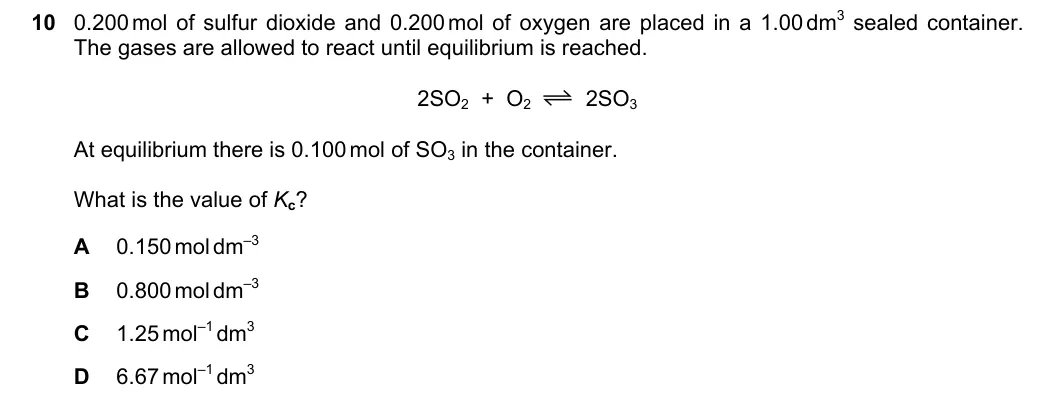 10 0.200 mol of sulfur dioxide and 0.200 mol of oxygen are placed in a 1.00 dm³ sealed container.
The gases are allowed to react until equilibrium is reached.
2SO₂ + O₂ ⇌ 2SO₃
At equilibrium there is 0.100 mol of SO₃ in the container.
What is the value of K꜀?
A 0.150 mol dm⁻³
B 0.800 mol dm⁻³
C 1.25 mol⁻¹ dm³
D 6.67 mol⁻¹ dm³